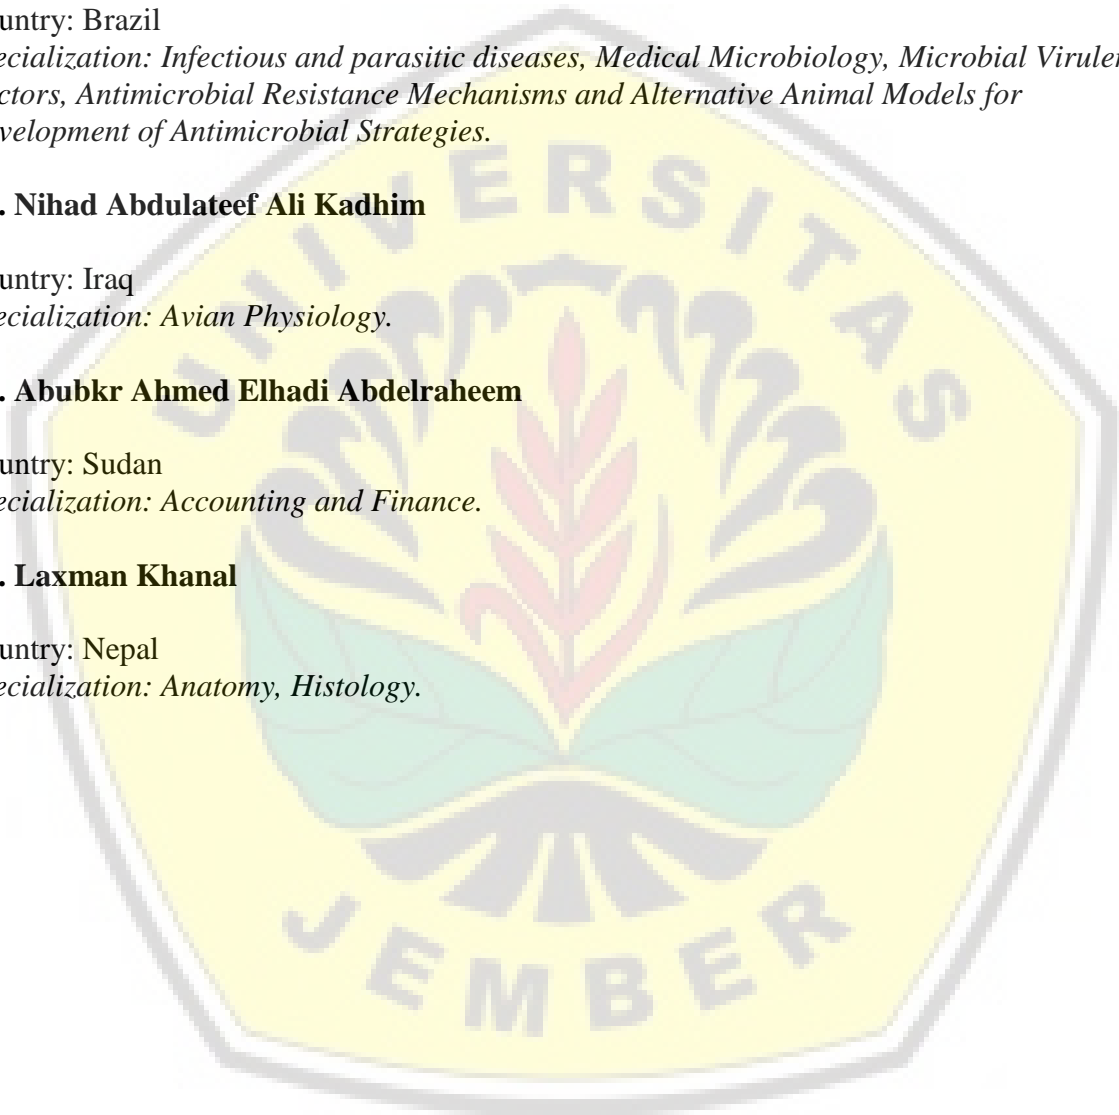 untry: Brazil
ecialization: Infectious and parasitic diseases, Medical Microbiology, Microbial Virulen
ctors, Antimicrobial Resistance Mechanisms and Alternative Animal Models for
velopment of Antimicrobial Strategies.
. Nihad Abdulateef Ali Kadhim
untry: Iraq
ecialization: Avian Physiology.
. Abubkr Ahmed Elhadi Abdelraheem
untry: Sudan
ecialization: Accounting and Finance.
. Laxman Khanal
untry: Nepal
ecialization: Anatomy, Histology.
UNIVERSITAS
JEMBER